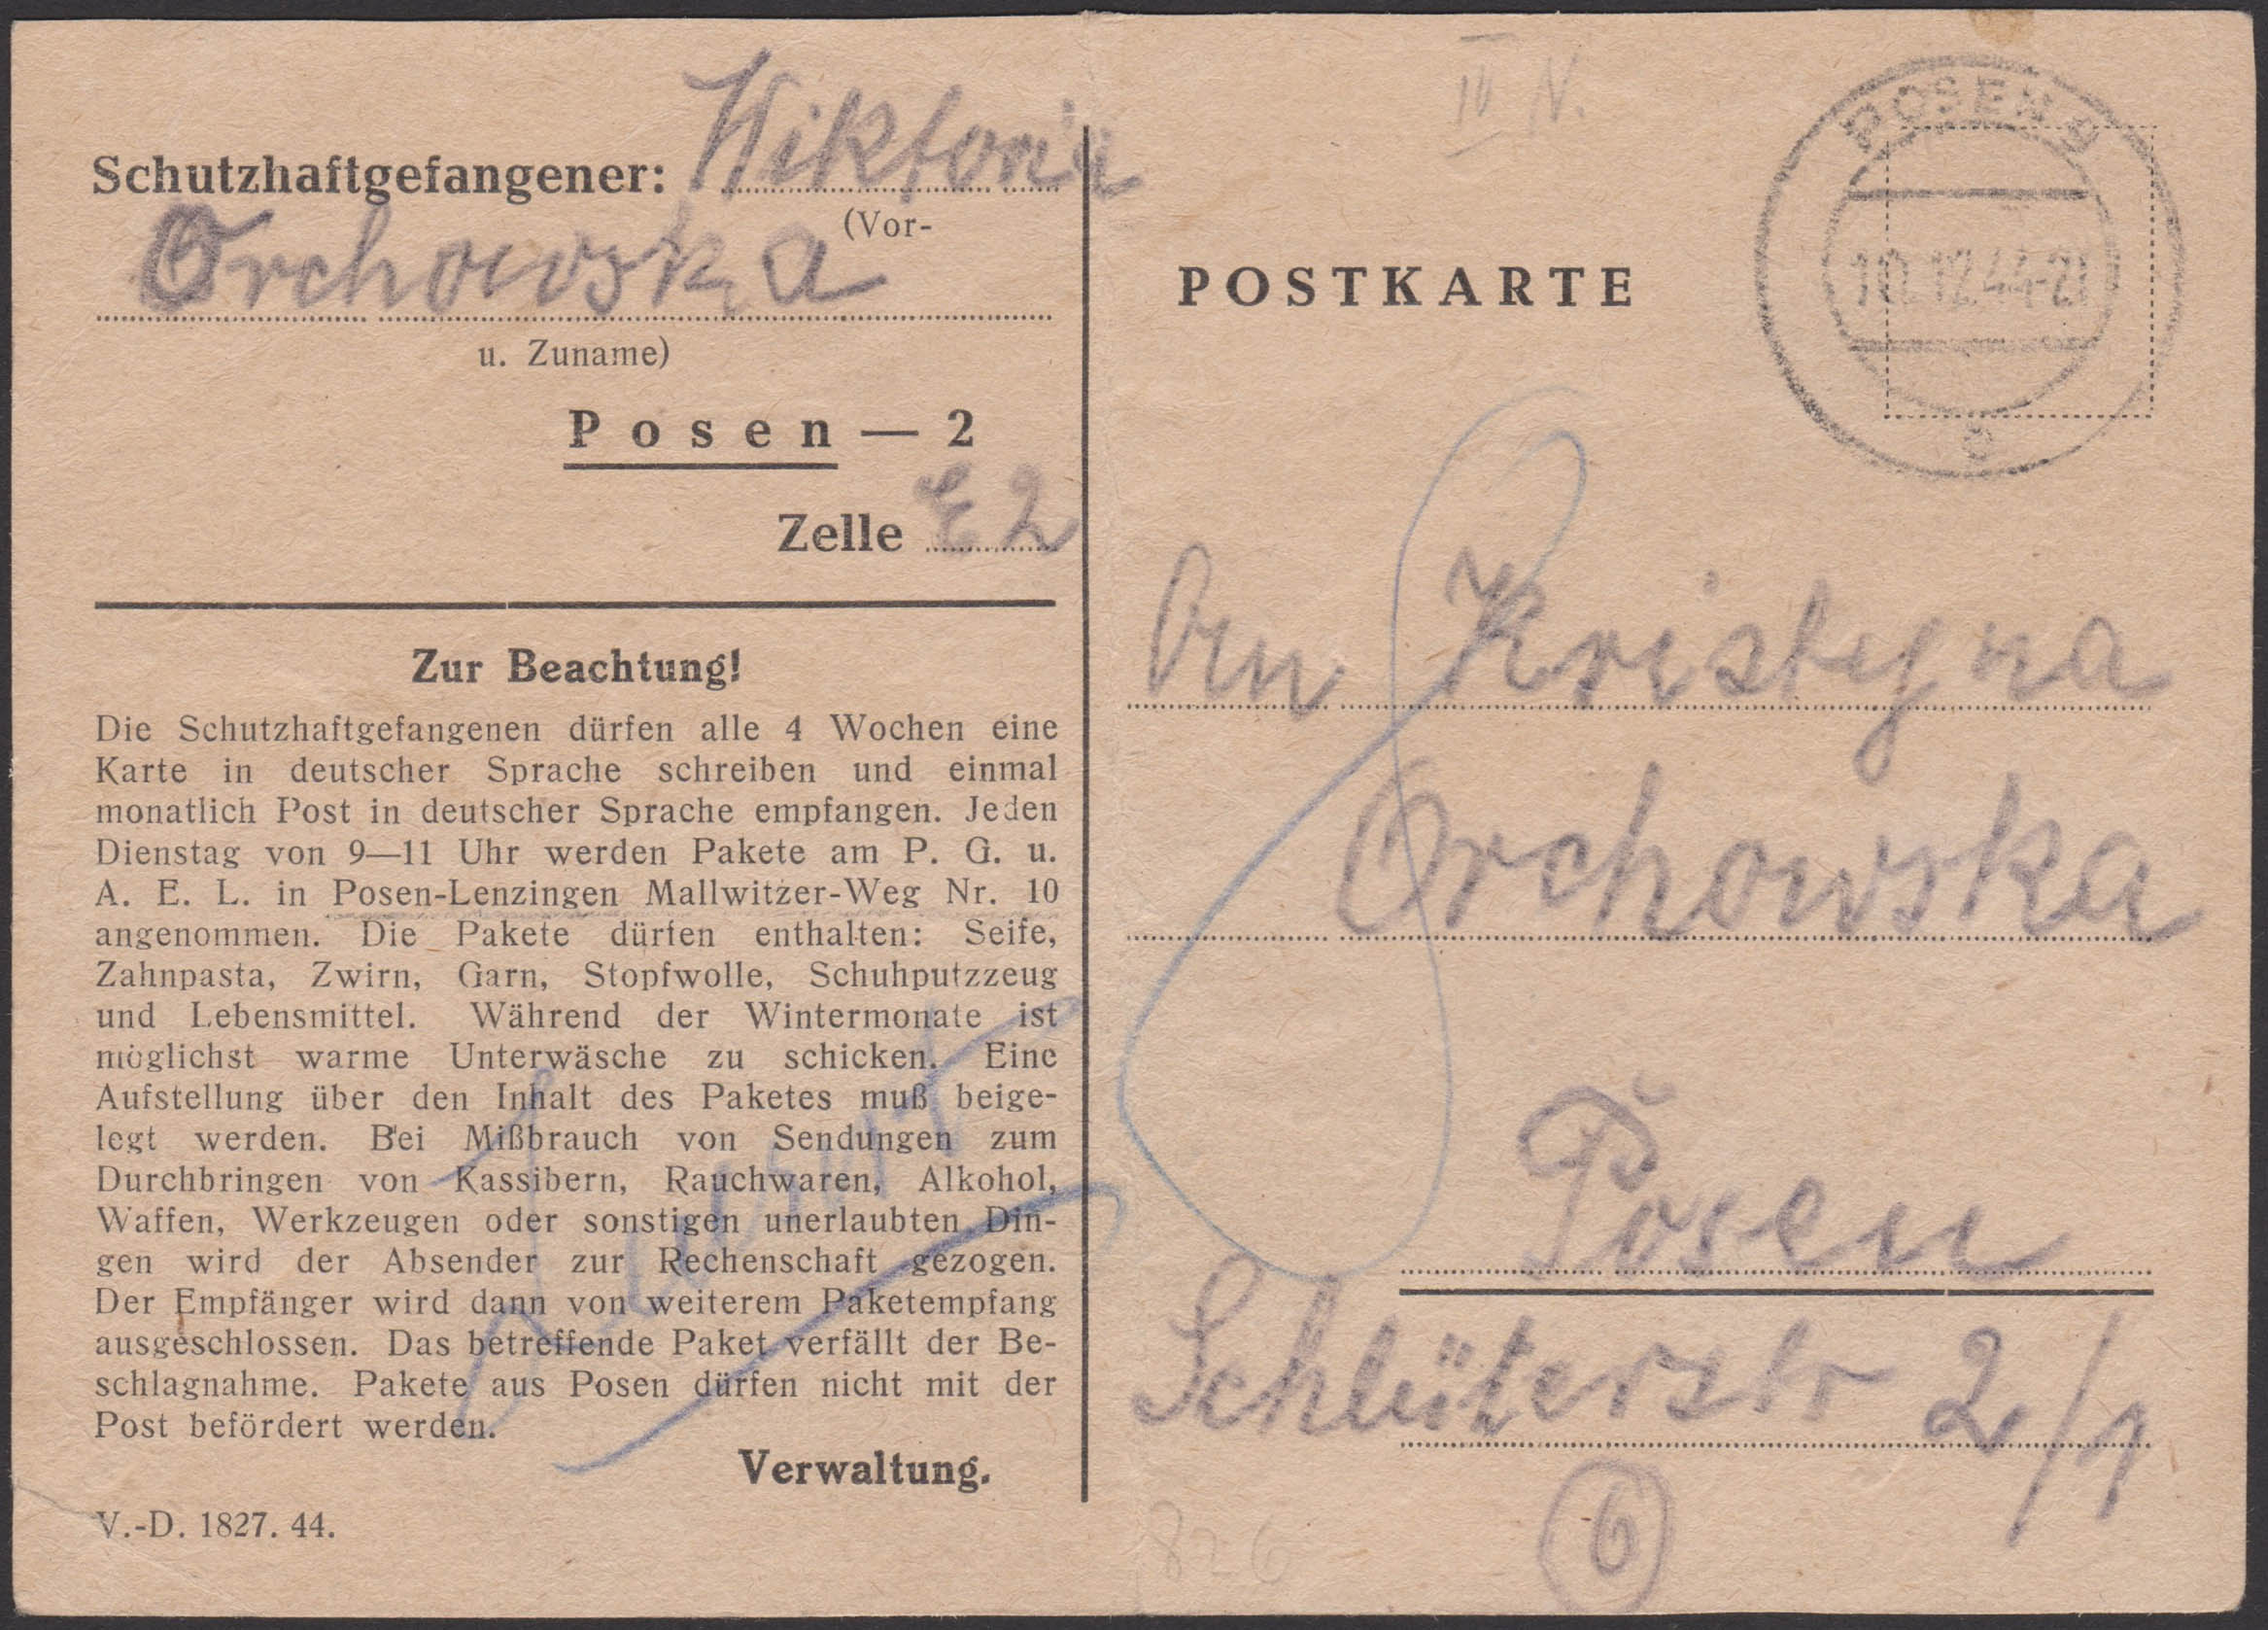 Schutzhaftgefangener: Wiktoria
(Vor-
Orchowska
u. Zuname)
Posen — 2
Zelle E2
Zur Beachtung!
Die Schutzhaftgefangenen dürfen alle 4 Wochen eine
Karte in deutscher Sprache schreiben und einmal
monatlich Post in deutscher Sprache empfangen. Jeden
Dienstag von 9—11 Uhr werden Pakete am P. G. u.
A. E. L. in Posen-Lenzingen Mallwitzer-Weg Nr. 10
angenommen. Die Pakete dürfen enthalten: Seife,
Zahnpasta, Zwirn, Garn, Stopfwolle, Schuhputzzeug
und Lebensmittel. Während der Wintermonate ist
möglichst warme Unterwäsche zu schicken. Eine
Aufstellung über den Inhalt des Paketes muß beige-
legt werden. Bei Mißbrauch von Sendungen zum
Durchbringen von Kassibern, Rauchwaren, Alkohol,
Waffen, Werkzeugen oder sonstigen unerlaubten Din-
gen wird der Absender zur Rechenschaft gezogen.
Der Empfänger wird dann von weiterem Paketempfang
ausgeschlossen. Das betreffende Paket verfällt der Be-
schlagnahme. Pakete aus Posen dürfen nicht mit der
Post befördert werden.
Verwaltung.
V.-D. 1827. 44.
IV N.
POSTKARTE
POSEN 9
10.12.44-21
e
An Kristyna
Orchowska
Posen
Schlüterstr 2/1
6
826